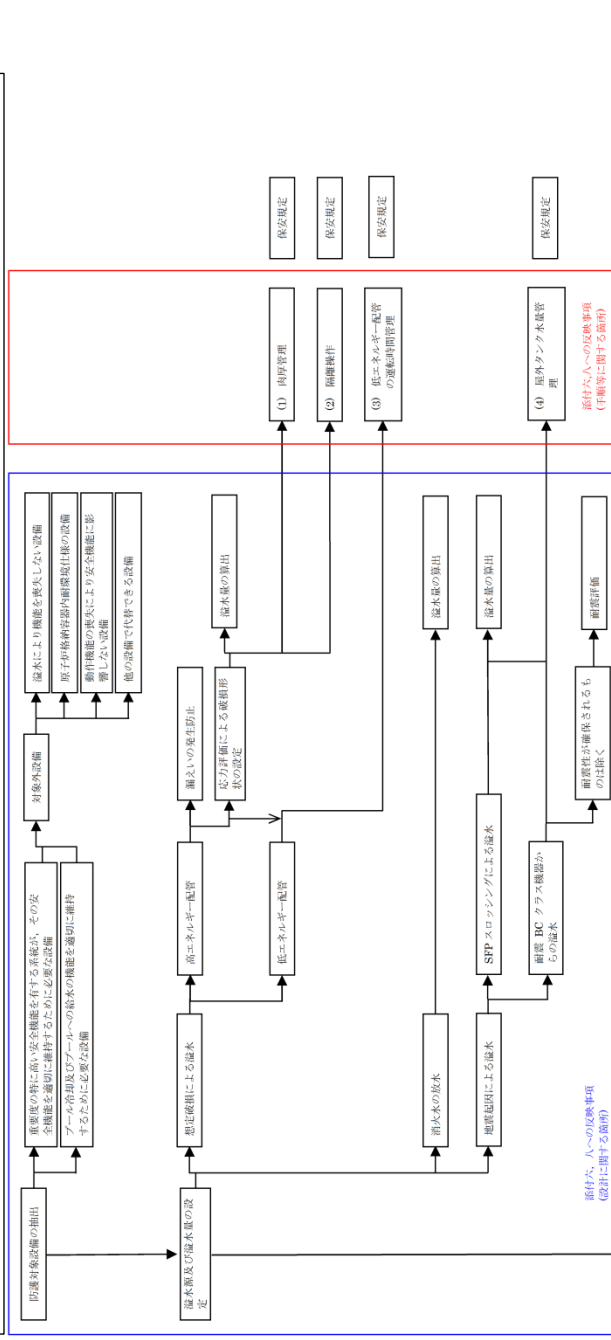 防護対象設備の抽出
重要度の特に高い安全機能を有する系統が，その安
全機能を適切に維持するために必要な設備
プール冷却及びプールへの給水の機能を適切に維持
するために必要な設備
対象外設備
溢水により機能を喪失しない設備
原子炉格納容器内耐環境仕様の設備
動作機能の喪失により安全機能に影
響しない設備
他の設備で代替できる設備
溢水源及び溢水量の設
定
想定破損による溢水
高エネルギー配管
漏えいの発生防止
応力評価による破損形
状の設定
溢水量の算出
低エネルギー配管
(1) 肉厚管理
保安規定
(2) 隔離操作
保安規定
(3) 低エネルギー配管
の運転時間管理
保安規定
消火水の放水
溢水量の算出
地震起因による溢水
SFP スロッシングによる溢水
溢水量の算出
耐震 BC クラス機器か
らの溢水
耐震性が確保されるも
のは除く
耐震評価
(4) 屋外タンク水量管
理
保安規定
添付六，八への反映事項
(設計に関する箇所)
添付六,八への反映事項
(手順等に関する箇所)